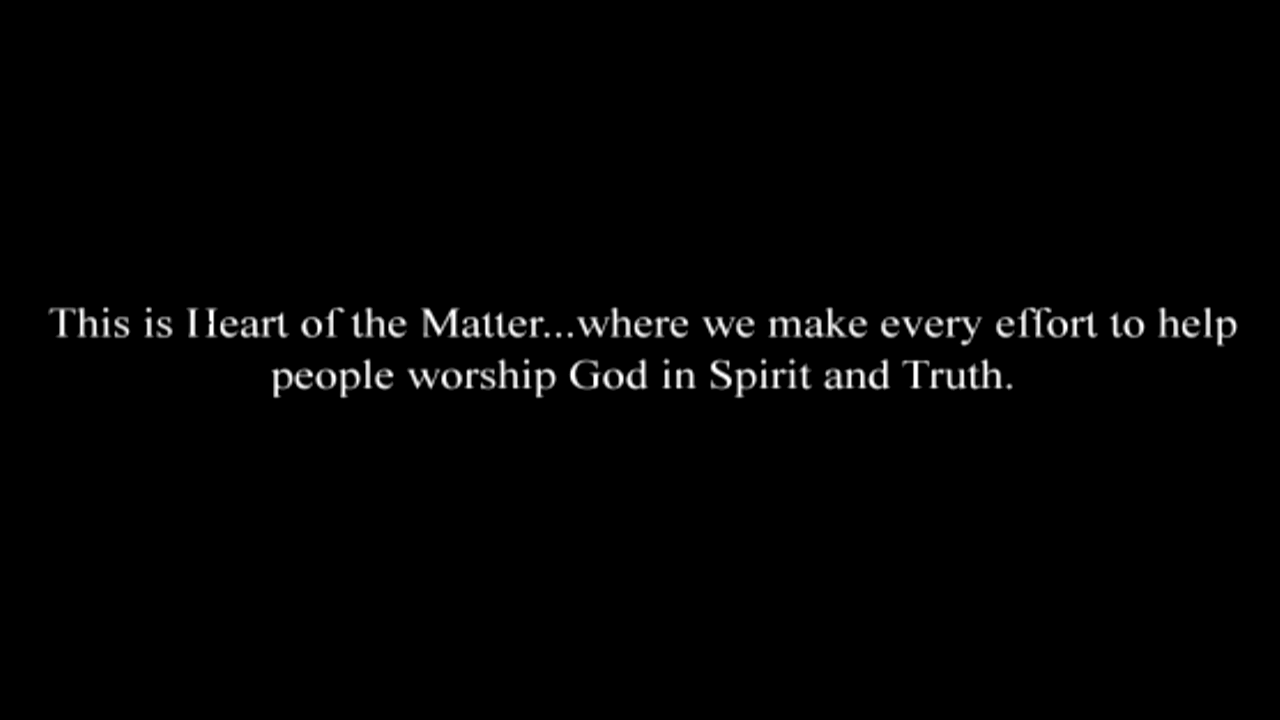 This is Heart of the Matter...where we make every effort to help
people worship God in Spirit and Truth.